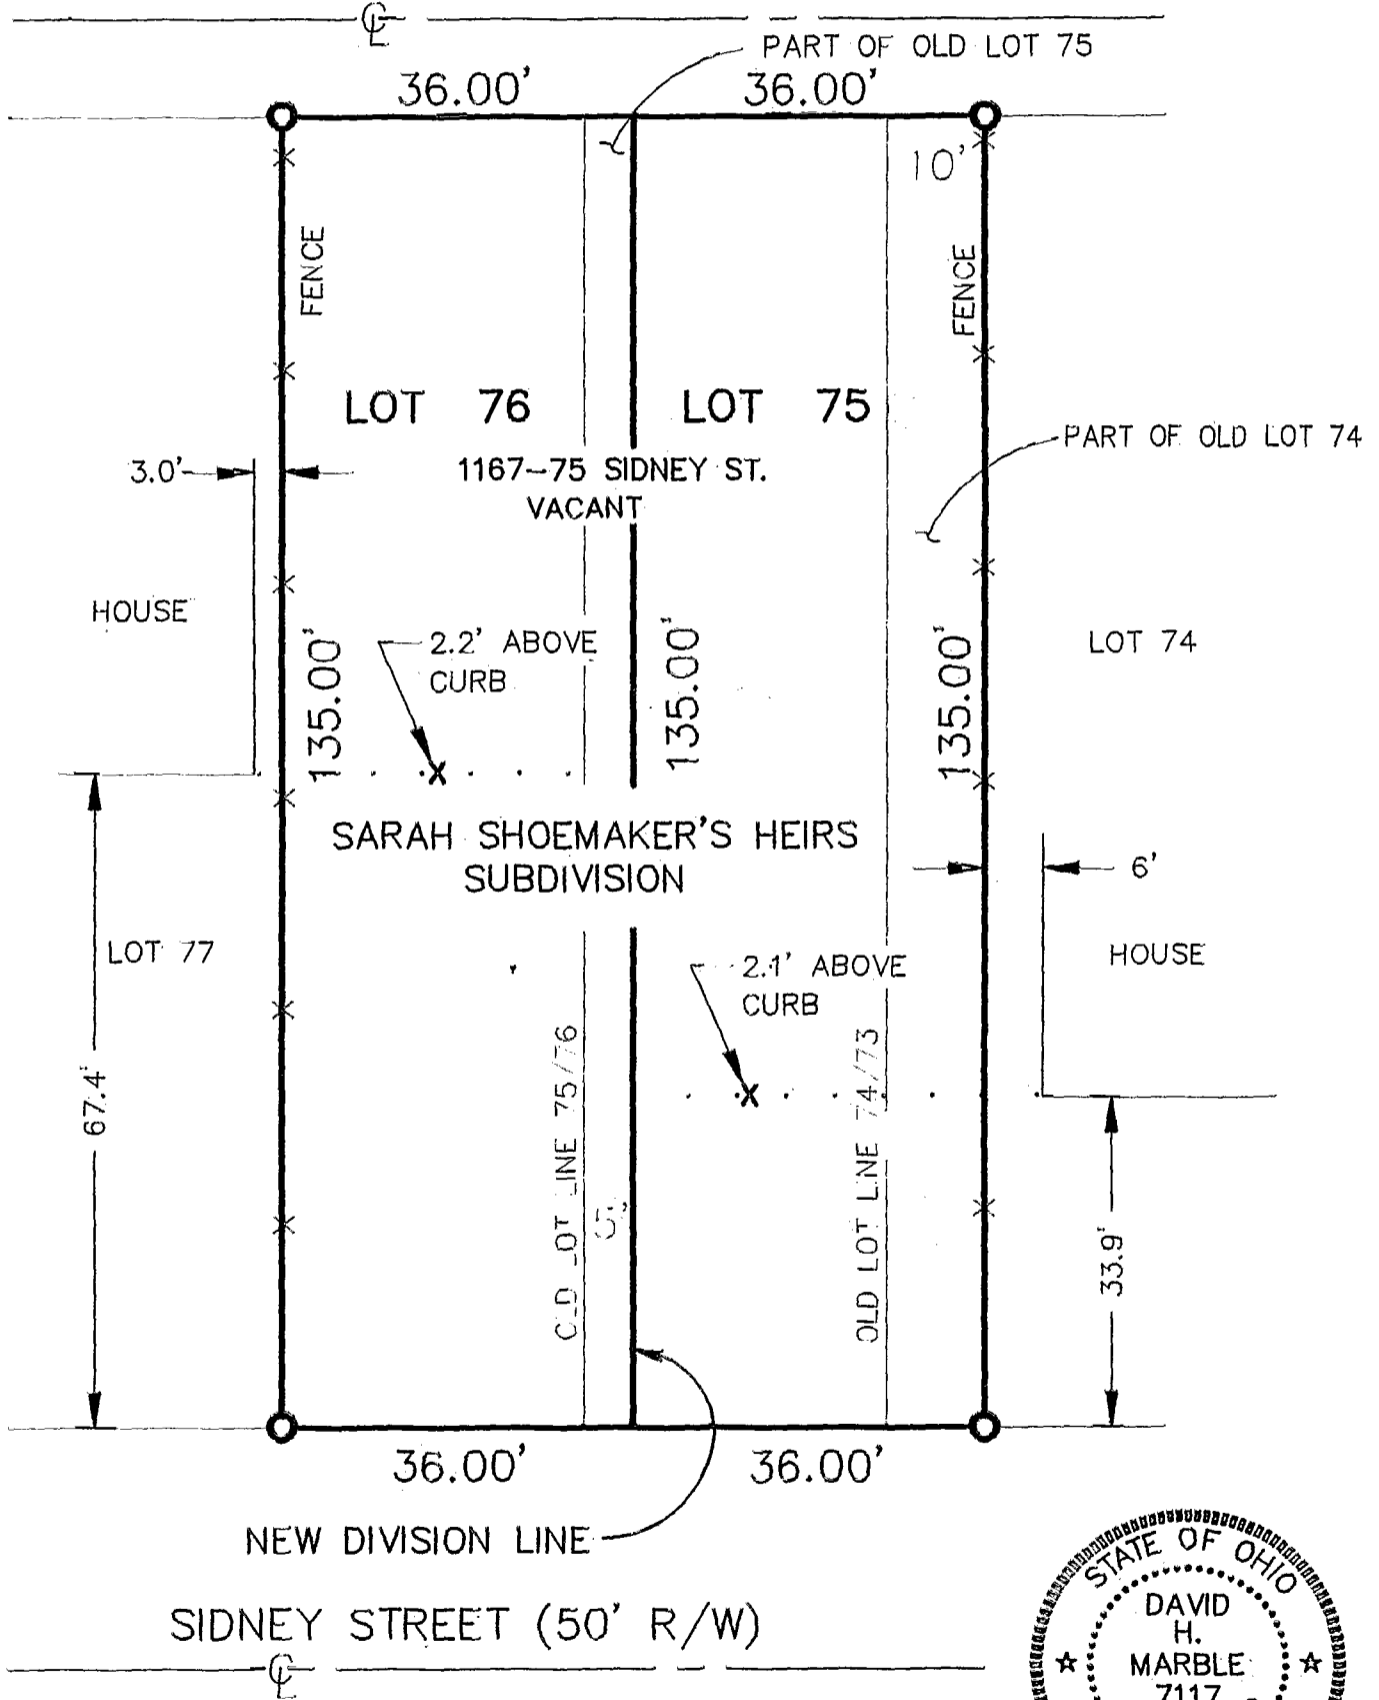 ℄
PART OF OLD LOT 75
36.00'
36.00'
10'
FENCE
FENCE
LOT 76
LOT 75
PART OF OLD LOT 74
3.0'
1167-75 SIDNEY ST.
VACANT
HOUSE
2.2' ABOVE
CURB
135.00'
135.00'
135.00'
LOT 74
SARAH SHOEMAKER'S HEIRS
SUBDIVISION
6'
LOT 77
2.1' ABOVE
CURB
HOUSE
67.4'
OLD LOT LINE 75/76
5'
OLD LOT LINE 74/73
33.9'
36.00'
36.00'
NEW DIVISION LINE
SIDNEY STREET (50' R/W)
℄
STATE OF OHIO
DAVID
H.
MARBLE
7117